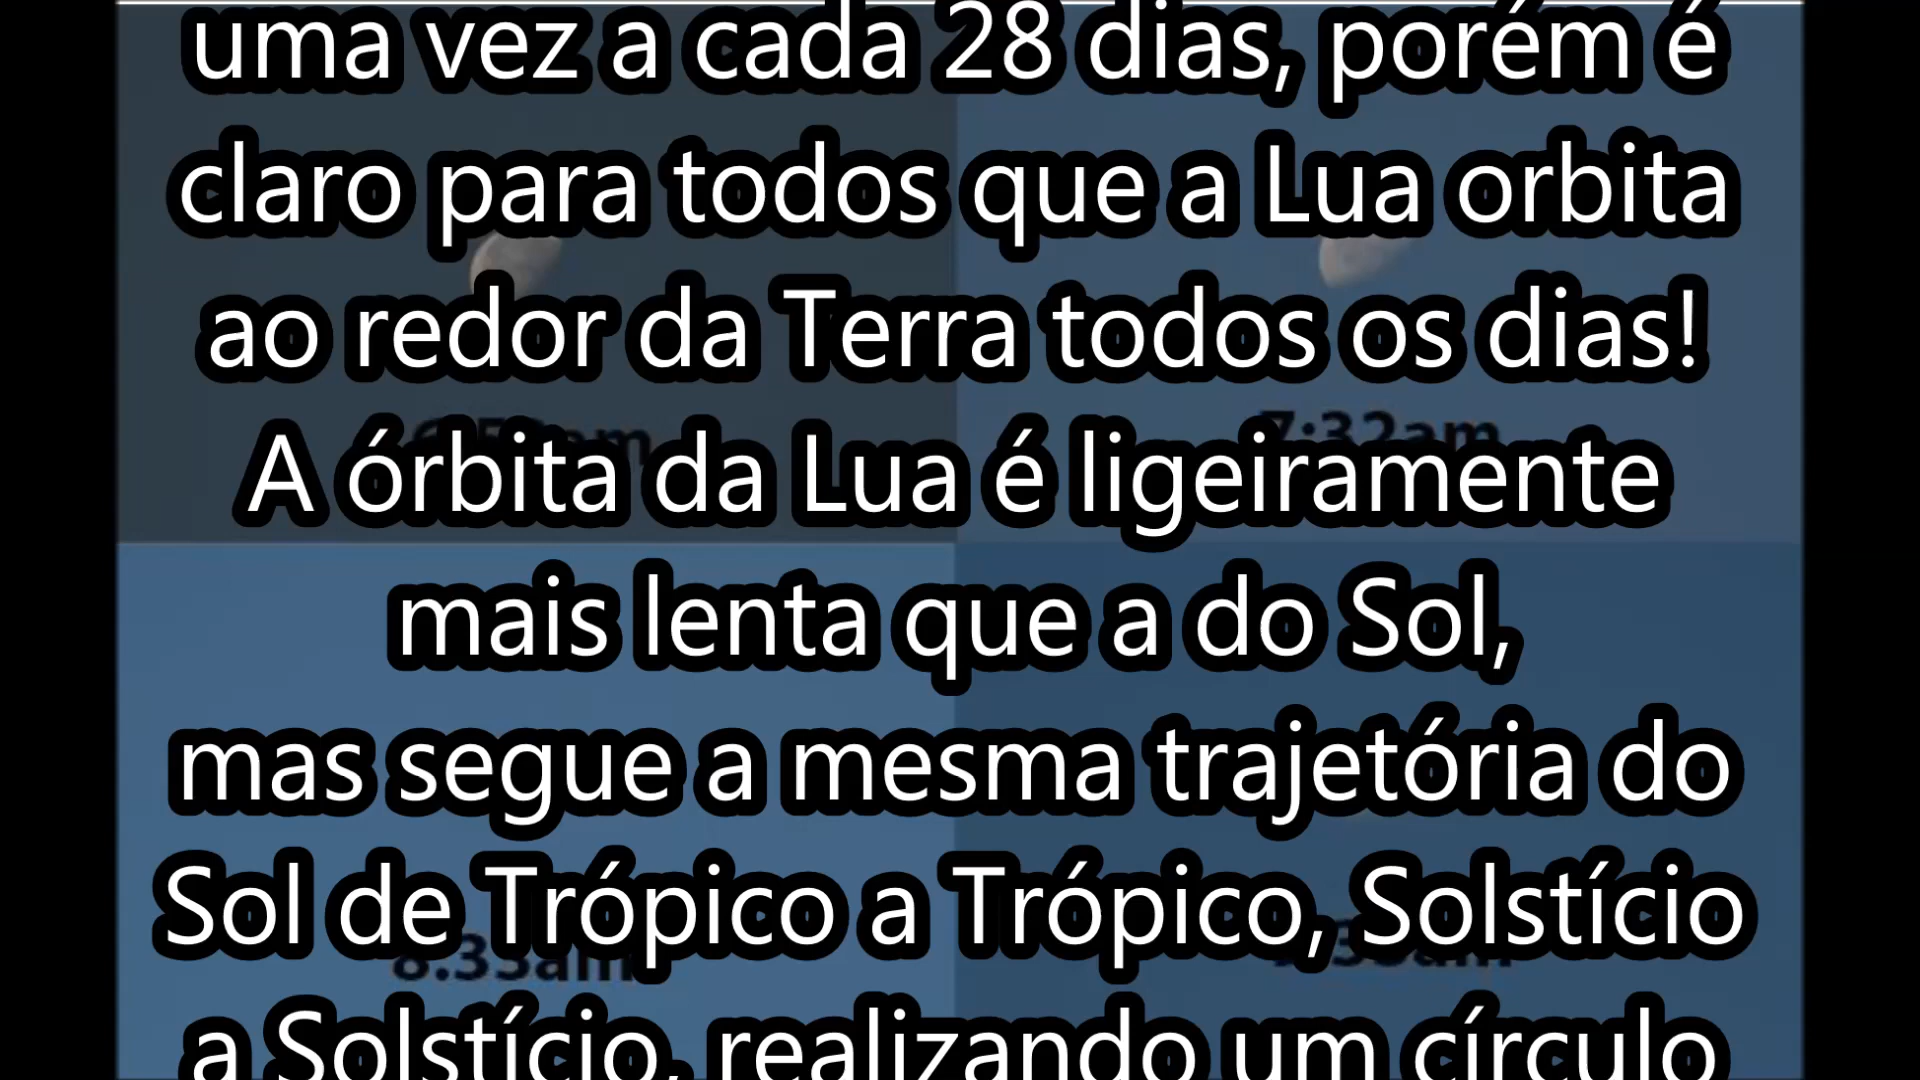 uma vez a cada 28 dias, porém é
claro para todos que a Lua orbita
ao redor da Terra todos os dias!
7:32am
A órbita da Lua é ligeiramente
mais lenta que a do Sol,
mas segue a mesma trajetória do
Sol de Trópico a Trópico, Solstício
a Solstício, realizando um círculo